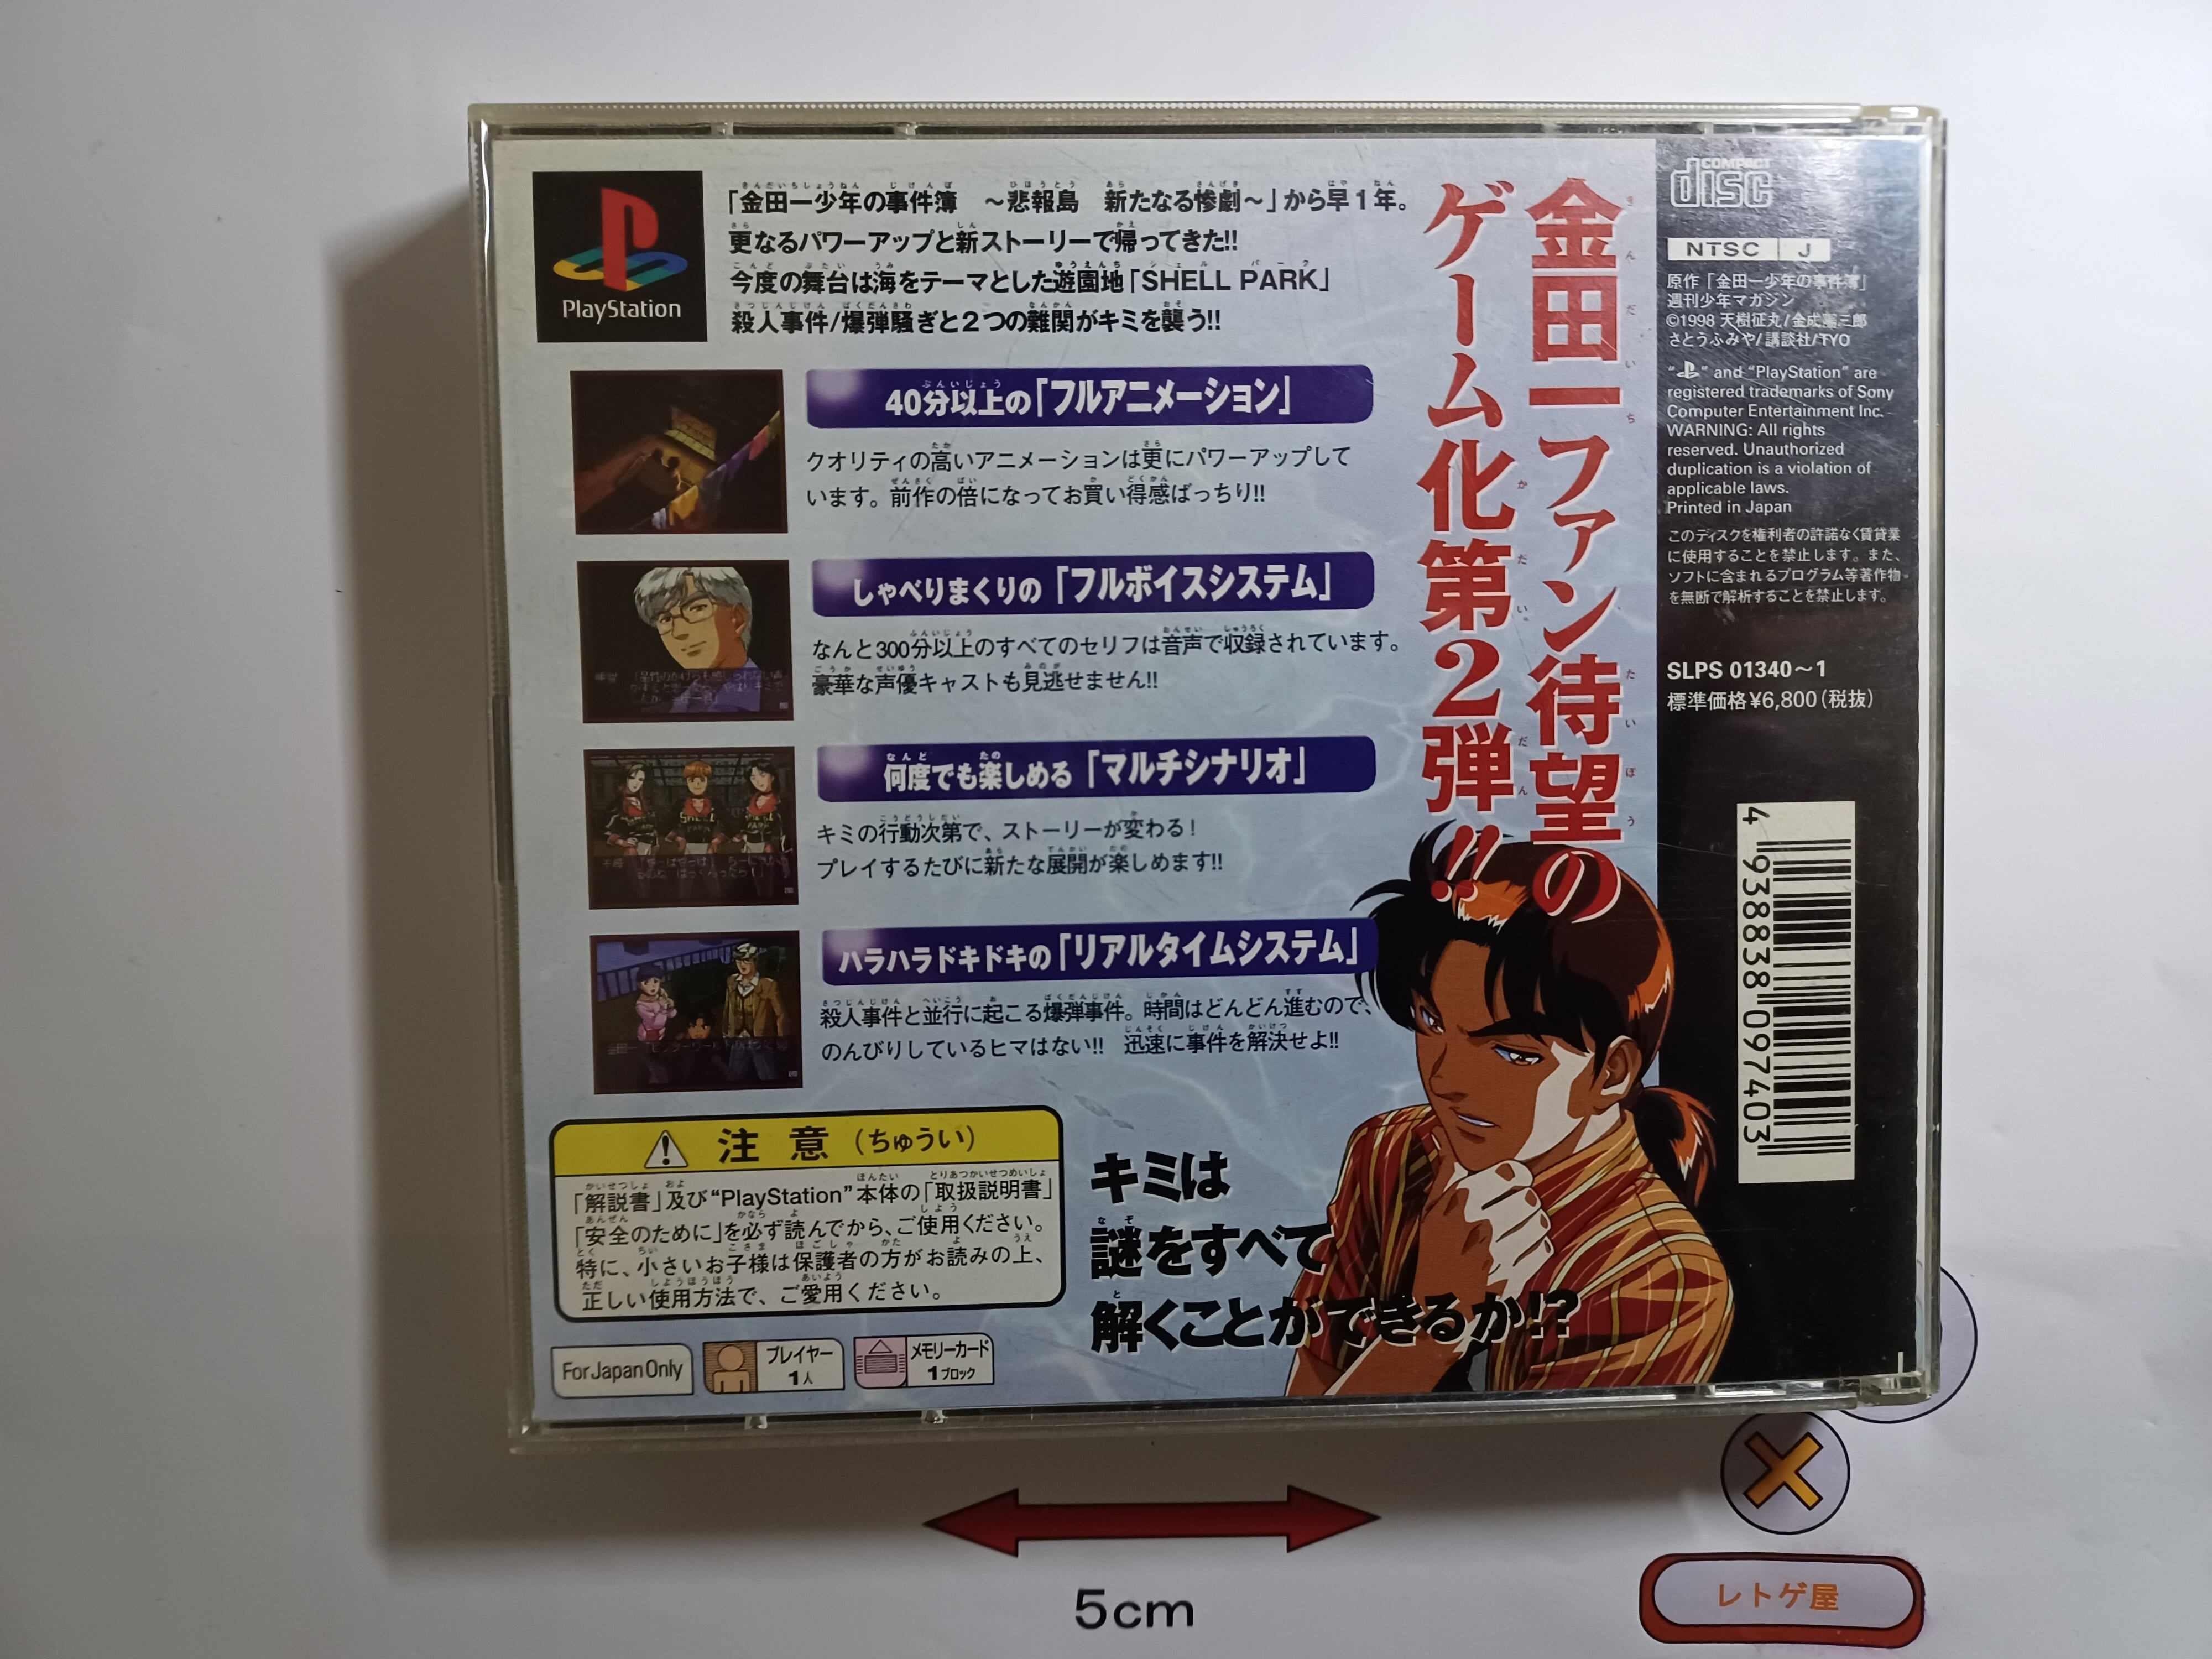 PlayStation
「金田一少年の事件簿　～悲報島　新たなる惨劇～」から早1年。
更なるパワーアップと新ストーリーで帰ってきた!!
今度の舞台は海をテーマとした遊園地「SHELL PARK」
殺人事件/爆弾騒ぎと2つの難関がキミを襲う!!
金田一ファン待望の
ゲーム化第2弾!!
40分以上の「フルアニメーション」
クオリティの高いアニメーションは更にパワーアップして
います。前作の倍になってお買い得感ばっちり!!
しゃべりまくりの「フルボイスシステム」
なんと300分以上のすべてのセリフは音声で収録されています。
豪華な声優キャストも見逃せません!!
何度でも楽しめる「マルチシナリオ」
キミの行動次第で、ストーリーが変わる!
プレイするたびに新たな展開が楽しめます!!
ハラハラドキドキの「リアルタイムシステム」
殺人事件と並行に起こる爆弾事件。時間はどんどん進むので、
のんびりしているヒマはない!!　迅速に事件を解決せよ!!
注意(ちゅうい)
「解説書」及び“PlayStation”本体の「取扱説明書」
「安全のために」を必ず読んでから、ご使用ください。
特に、小さいお子様は保護者の方がお読みの上、
正しい使用方法で、ご愛用ください。
キミは
謎をすべて
解くことができるか!?
For Japan Only
プレイヤー
1人
メモリーカード
1ブロック
COMPACT
disc
NTSC J
原作「金田一少年の事件簿」
週刊少年マガジン
©1998 天樹征丸/金成陽三郎
さとうふみや/講談社/TYO
“ ” and “PlayStation” are
registered trademarks of Sony
Computer Entertainment Inc.
WARNING: All rights
reserved. Unauthorized
duplication is a violation of
applicable laws.
Printed in Japan
このディスクを権利者の許諾なく賃貸業
に使用することを禁止します。また、
ソフトに含まれるプログラム等著作物
を無断で解析することを禁止します。
SLPS 01340～1
標準価格¥6,800(税抜)
4 938838 097403
5cm
レトゲ屋